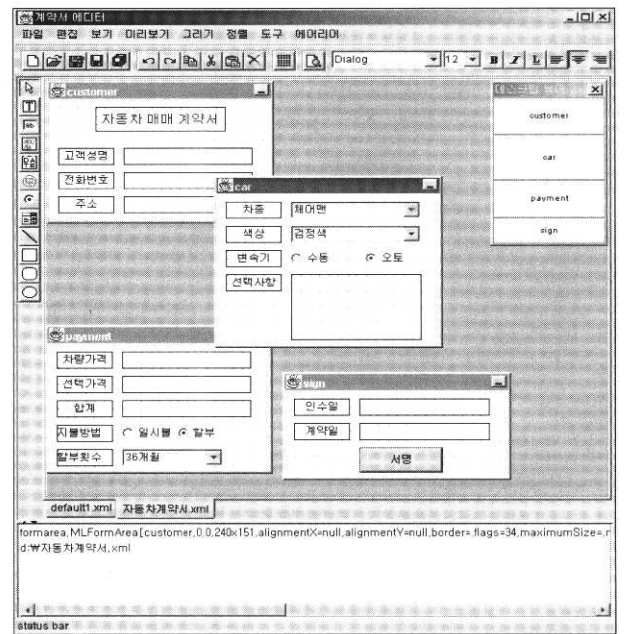 계약서 에디터
파일 편집 보기 미리보기 그리기 정렬 도구 에머리머
Dialog 12 B I L
customer
자동차 매매 계약서
고객성명
전화번호
주소
customer
car
payment
sign
car
차종 체어맨
색상 검정색
변속기 수동 오토
선택사항
payment
차량가격
선택가격
합계
지불방법 일시불 할부
할부횟수 36개월
sign
인수일
계약일
서명
default1.xml 자동차계약서.xml
formarea,MLFormArea[customer,0,0,240x151,alignmentX=null,alignmentY=null,border=,flags=34,maximumSize=,r
d:₩자동차계약서.xml
status bar